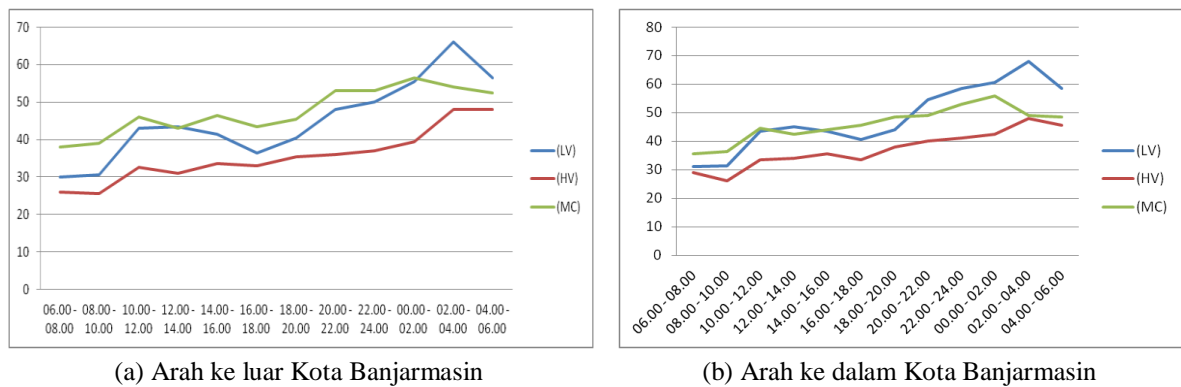 70
60
50
40
30
20
10
0
06.00 - 08.00 - 10.00 - 12.00 - 14.00 - 16.00 - 18.00 - 20.00 - 22.00 - 00.00 - 02.00 - 04.00 -
08.00 10.00 12.00 14.00 16.00 18.00 20.00 22.00 24.00 02.00 04.00 06.00
(LV)
(HV)
(MC)
(a) Arah ke luar Kota Banjarmasin
80
70
60
50
40
30
20
10
0
06.00 - 08.00
08.00 - 10.00
10.00 - 12.00
12.00 - 14.00
14.00 - 16.00
16.00 - 18.00
18.00 - 20.00
20.00 - 22.00
22.00 - 24.00
00.00 - 02.00
02.00 - 04.00
04.00 - 06.00
(LV)
(HV)
(MC)
(b) Arah ke dalam Kota Banjarmasin